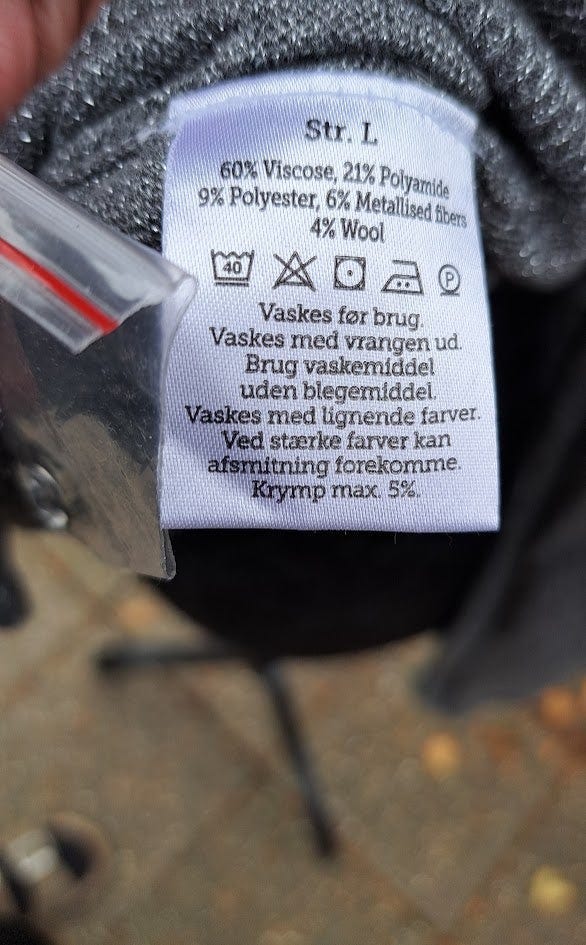 Str. L
60% Viscose, 21% Polyamide
9% Polyester, 6% Metallised fibers
4% Wool
40 P
Vaskes før brug.
Vaskes med vrangen ud.
Brug vaskemiddel
uden blegemiddel.
Vaskes med lignende farver.
Ved stærke farver kan
afsmitning forekomme.
Krymp max. 5%.